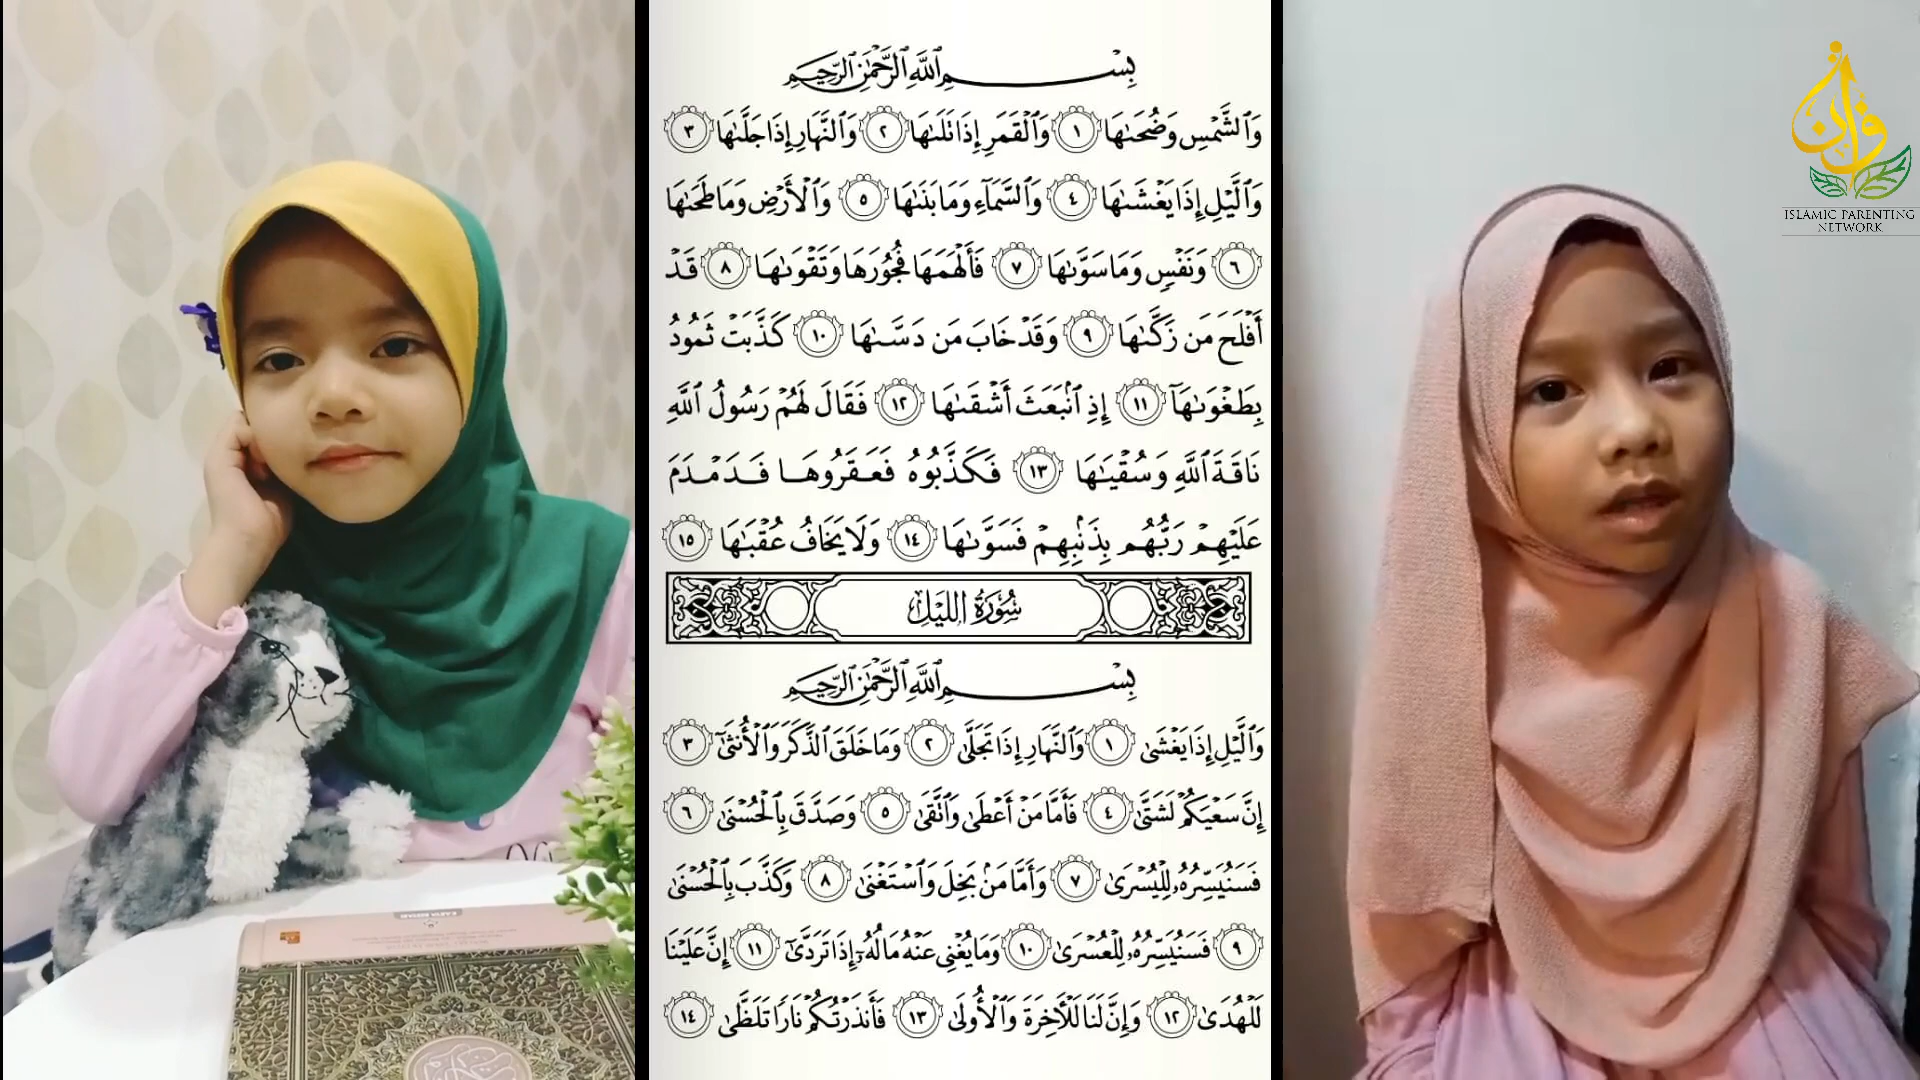 بِسْمِ ٱللَّهِ ٱلرَّحْمَٰنِ ٱلرَّحِيمِ
وَٱلشَّمْسِ وَضُحَىٰهَا ١ وَٱلْقَمَرِ إِذَا تَلَىٰهَا ٢ وَٱلنَّهَارِ إِذَا جَلَّىٰهَا ٣
وَٱلَّيْلِ إِذَا يَغْشَىٰهَا ٤ وَٱلسَّمَآءِ وَمَا بَنَىٰهَا ٥ وَٱلْأَرْضِ وَمَا طَحَىٰهَا
٦ وَنَفْسٍ وَمَا سَوَّىٰهَا ٧ فَأَلْهَمَهَا فُجُورَهَا وَتَقْوَىٰهَا ٨ قَدْ
أَفْلَحَ مَن زَكَّىٰهَا ٩ وَقَدْ خَابَ مَن دَسَّىٰهَا ١٠ كَذَّبَتْ ثَمُودُ
بِطَغْوَىٰهَآ ١١ إِذِ ٱنۢبَعَثَ أَشْقَىٰهَا ١٢ فَقَالَ لَهُمْ رَسُولُ ٱللَّهِ
نَاقَةَ ٱللَّهِ وَسُقْيَٰهَا ١٣ فَكَذَّبُوهُ فَعَقَرُوهَا فَدَمْدَمَ
عَلَيْهِمْ رَبُّهُم بِذَنۢبِهِمْ فَسَوَّىٰهَا ١٤ وَلَا يَخَافُ عُقْبَٰهَا ١٥
سُورَةُ اللَّيْلِ
بِسْمِ ٱللَّهِ ٱلرَّحْمَٰنِ ٱلرَّحِيمِ
وَٱلَّيْلِ إِذَا يَغْشَىٰ ١ وَٱلنَّهَارِ إِذَا تَجَلَّىٰ ٢ وَمَا خَلَقَ ٱلذَّكَرَ وَٱلْأُنثَىٰٓ ٣
إِنَّ سَعْيَكُمْ لَشَتَّىٰ ٤ فَأَمَّا مَنْ أَعْطَىٰ وَٱتَّقَىٰ ٥ وَصَدَّقَ بِٱلْحُسْنَىٰ ٦
فَسَنُيَسِّرُهُۥ لِلْيُسْرَىٰ ٧ وَأَمَّا مَنۢ بَخِلَ وَٱسْتَغْنَىٰ ٨ وَكَذَّبَ بِٱلْحُسْنَىٰ
٩ فَسَنُيَسِّرُهُۥ لِلْعُسْرَىٰ ١٠ وَمَا يُغْنِى عَنْهُ مَالُهُۥٓ إِذَا تَرَدَّىٰٓ ١١ إِنَّ عَلَيْنَا
لَلْهُدَىٰ ١٢ وَإِنَّ لَنَا لَلْءَاخِرَةَ وَٱلْأُولَىٰ ١٣ فَأَنذَرْتُكُمْ نَارًا تَلَظَّىٰ ١٤
ISLAMIC PARENTING
NETWORK